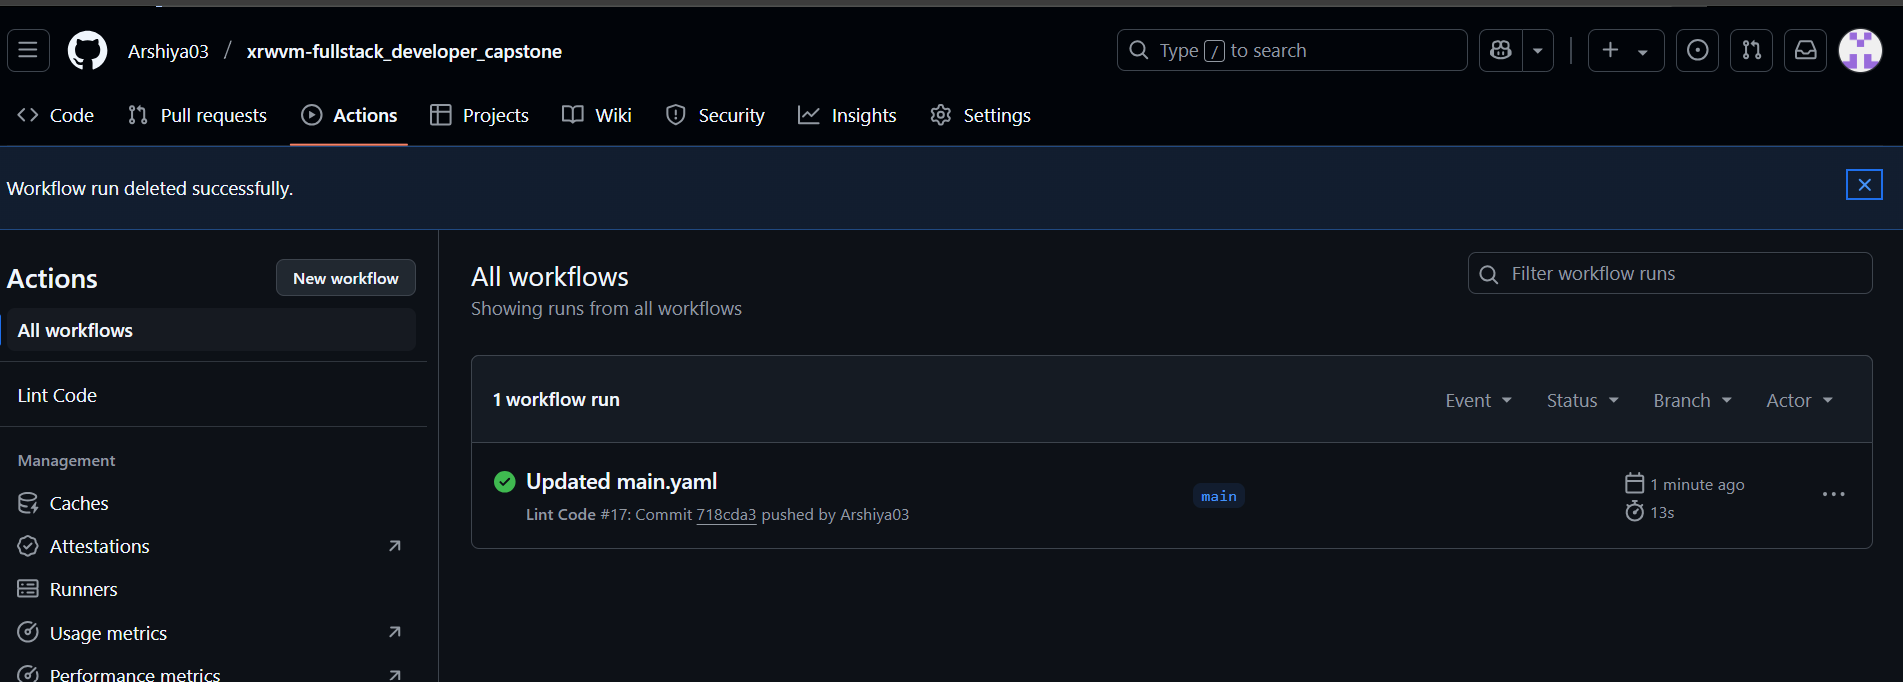 Arshiya03 / xrwvm-fullstack_developer_capstone
Type / to search
Code
Pull requests
Actions
Projects
Wiki
Security
Insights
Settings
Workflow run deleted successfully.
Actions
New workflow
All workflows
Lint Code
Management
Caches
Attestations
Runners
Usage metrics
Performance metrics
All workflows
Showing runs from all workflows
Filter workflow runs
1 workflow run
Event
Status
Branch
Actor
Updated main.yaml
Lint Code #17: Commit 718cda3 pushed by Arshiya03
main
1 minute ago
13s